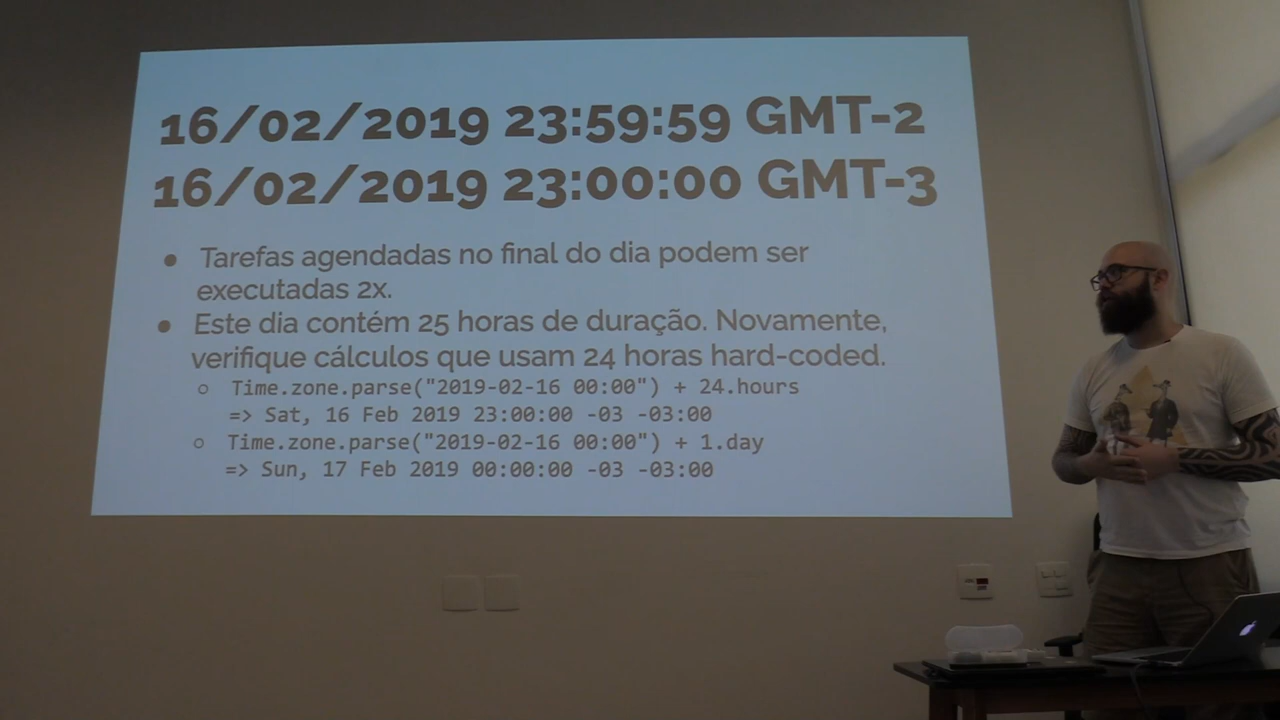 16/02/2019 23:59:59 GMT-2
16/02/2019 23:00:00 GMT-3
● Tarefas agendadas no final do dia podem ser
executadas 2x.
● Este dia contém 25 horas de duração. Novamente,
verifique cálculos que usam 24 horas hard-coded.
○ Time.zone.parse("2019-02-16 00:00") + 24.hours
=> Sat, 16 Feb 2019 23:00:00 -03 -03:00
○ Time.zone.parse("2019-02-16 00:00") + 1.day
=> Sun, 17 Feb 2019 00:00:00 -03 -03:00